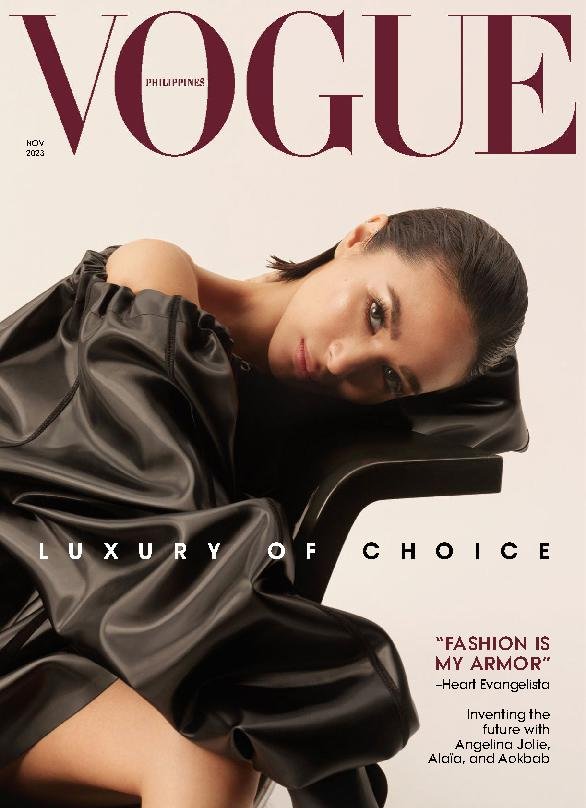 VOGUE
PHILIPPINES
NOV
2023
LUXURY OF CHOICE
“FASHION IS
MY ARMOR”
–Heart Evangelista
Inventing the
future with
Angelina Jolie,
Alaïa, and Aokbab